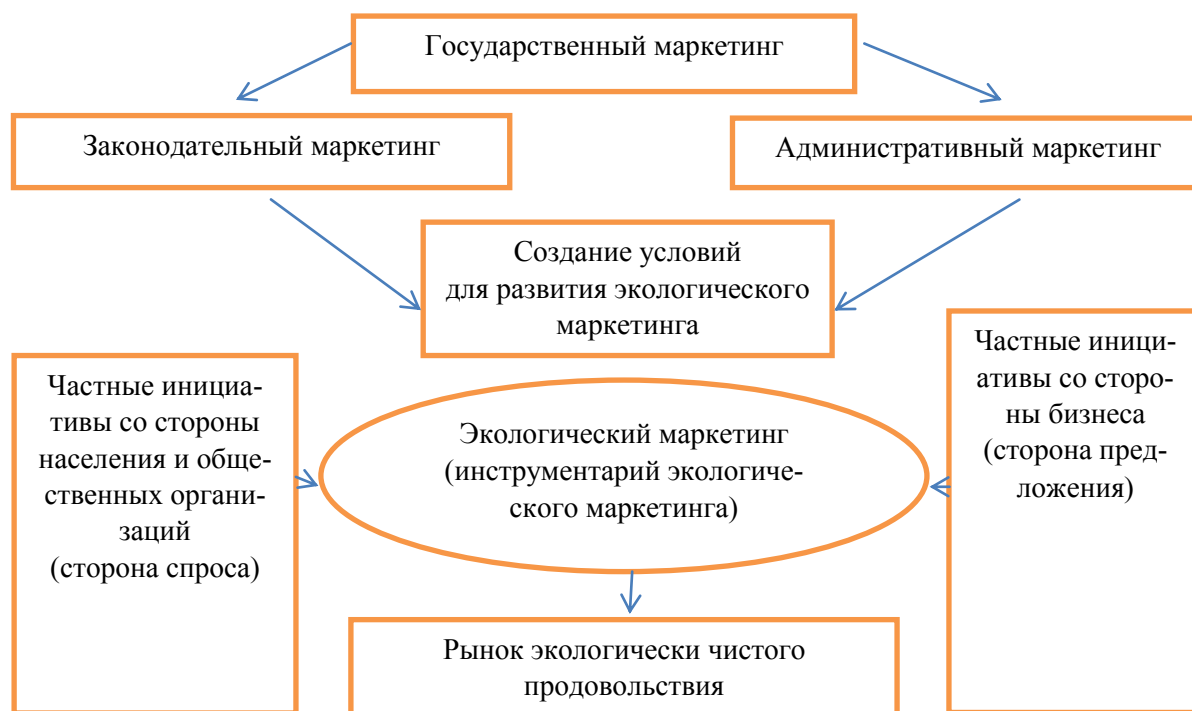 Государственный маркетинг
Законодательный маркетинг
Административный маркетинг
Создание условий
для развития экологического
маркетинга
Частные инициа-
тивы со стороны
населения и обще-
ственных органи-
заций
(сторона спроса)
Экологический маркетинг
(инструментарий экологиче-
ского маркетинга)
Частные иници-
ативы со сторо-
ны бизнеса
(сторона пред-
ложения)
Рынок экологически чистого
продовольствия